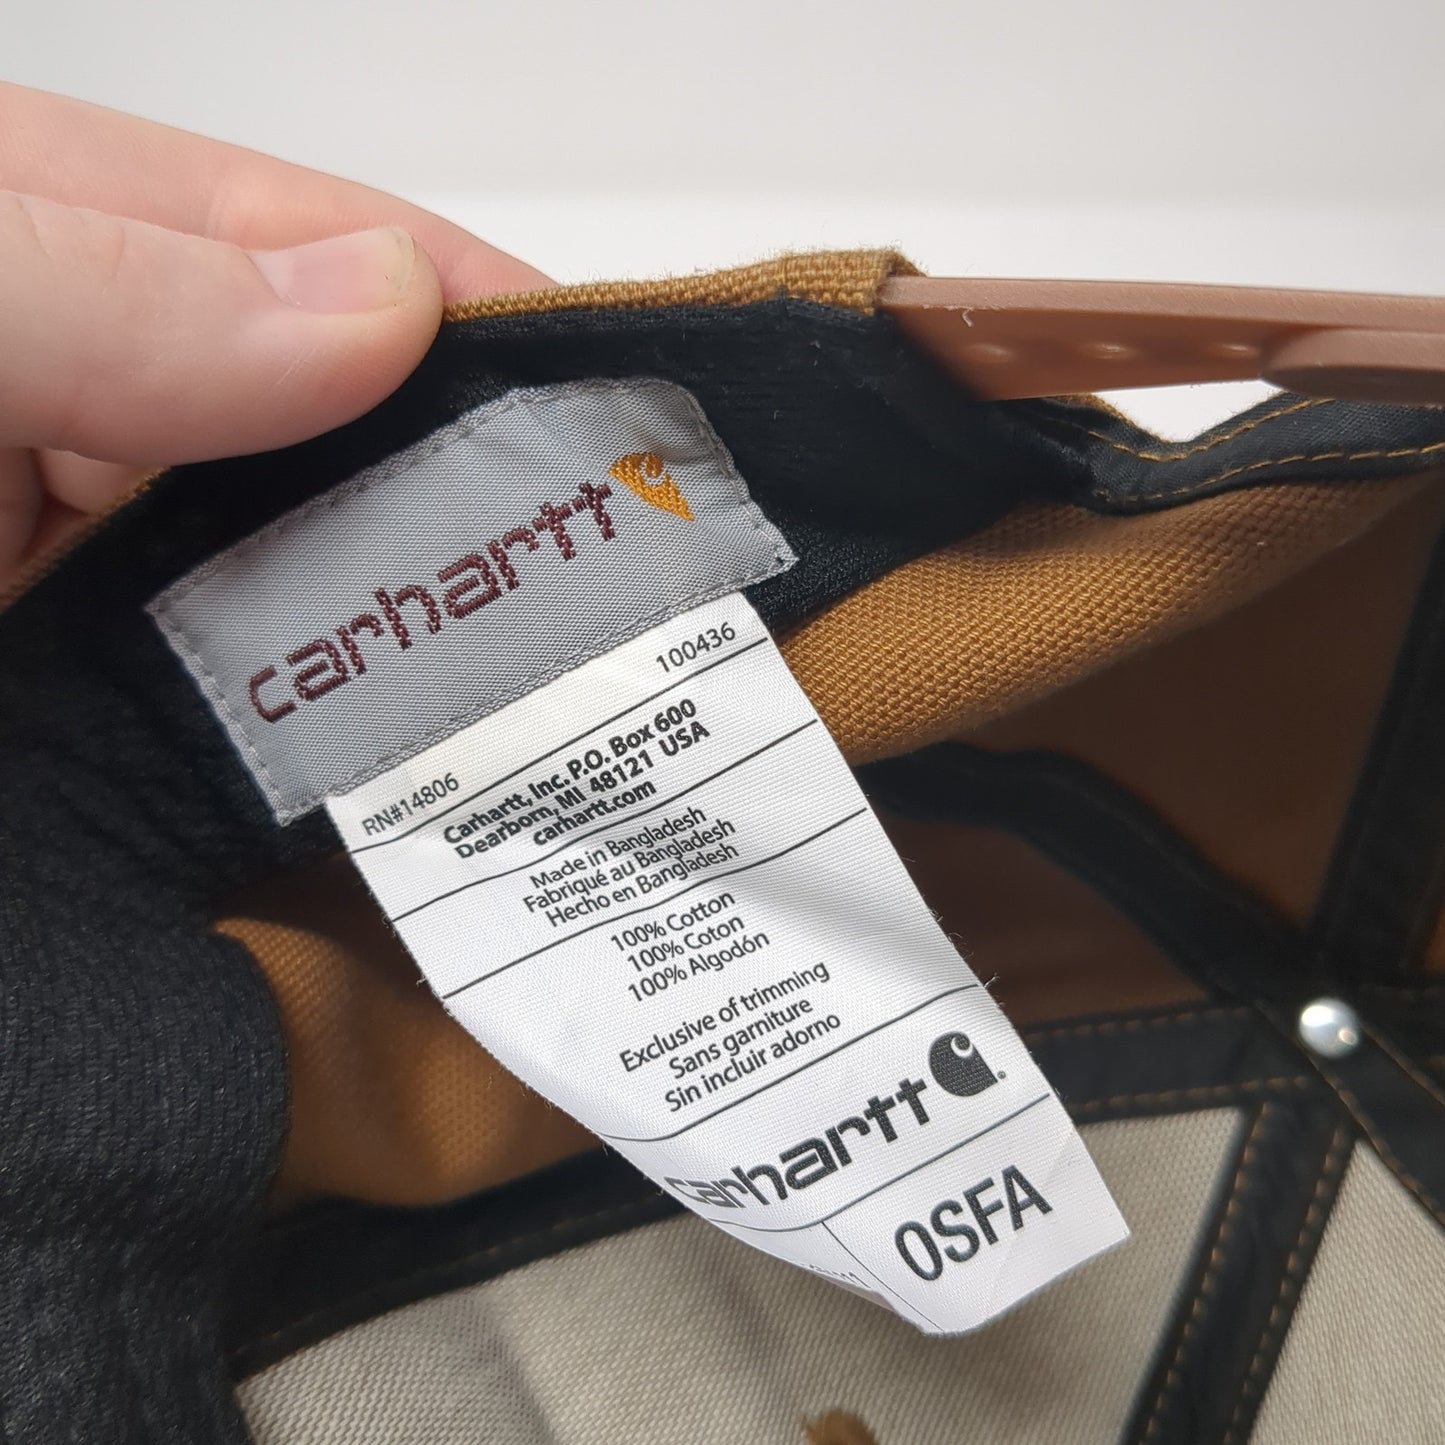 carhartt
RN#14806 100436
Carhartt, Inc. P.O. Box 600
Dearborn, MI 48121 USA
carhartt.com
Made in Bangladesh
Fabriqué au Bangladesh
Hecho en Bangladesh
100% Cotton
100% Coton
100% Algodón
Exclusive of trimming
Sans garniture
Sin incluir adorno
carhartt
OSFA